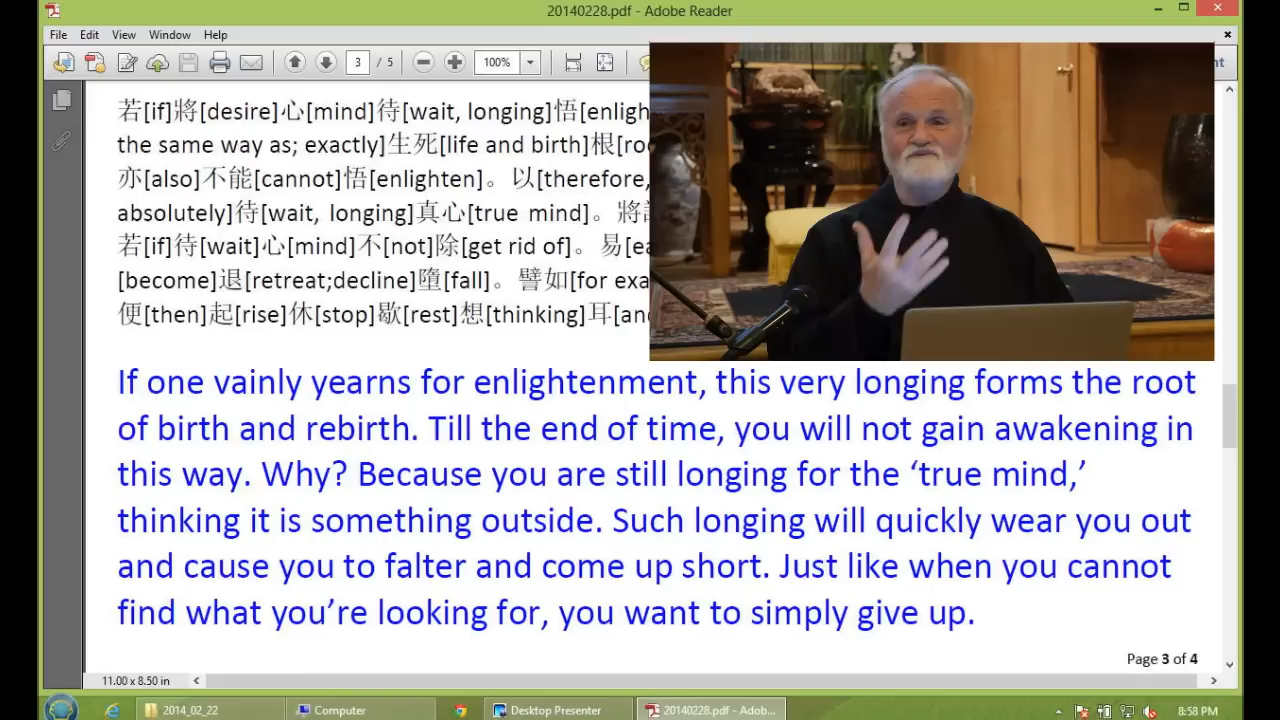 20140228.pdf - Adobe Reader
File Edit View Window Help
3 / 5 100%
若[if]將[desire]心[mind]待[wait, longing]悟[enligh
the same way as; exactly]生死[life and birth]根[ro
亦[also]不能[cannot]悟[enlighten]。以[therefore,
absolutely]待[wait, longing]真心[true mind]。將
若[if]待[wait]心[mind]不[not]除[get rid of]。易[ea
[become]退[retreat;decline]墮[fall]。譬如[for exa
便[then]起[rise]休[stop]歇[rest]想[thinking]耳[an
If one vainly yearns for enlightenment, this very longing forms the root
of birth and rebirth. Till the end of time, you will not gain awakening in
this way. Why? Because you are still longing for the ‘true mind,’
thinking it is something outside. Such longing will quickly wear you out
and cause you to falter and come up short. Just like when you cannot
find what you’re looking for, you want to simply give up.
Page 3 of 4
11.00 x 8.50 in
2014_02_22 Computer Desktop Presenter 20140228.pdf - Adob... 8:58 PM